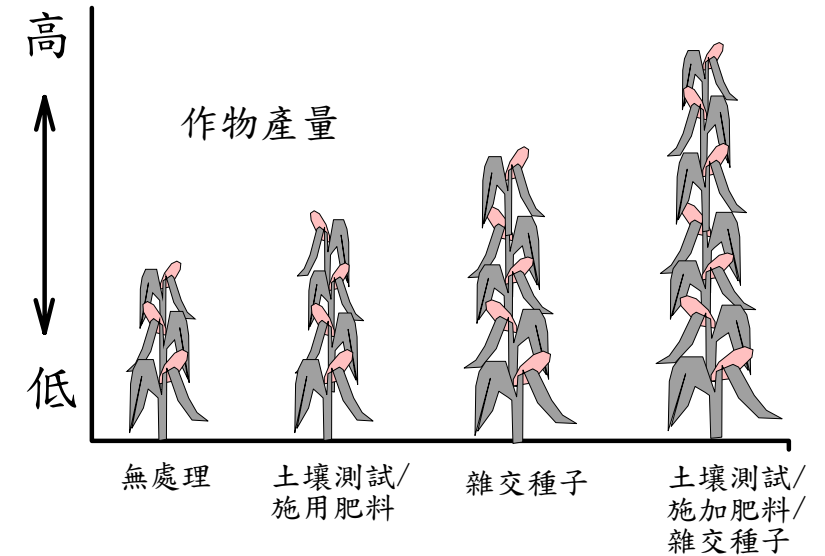 高
作物產量
低
無處理
土壤測試/
施用肥料
雜交種子
土壤測試/
施加肥料/
雜交種子